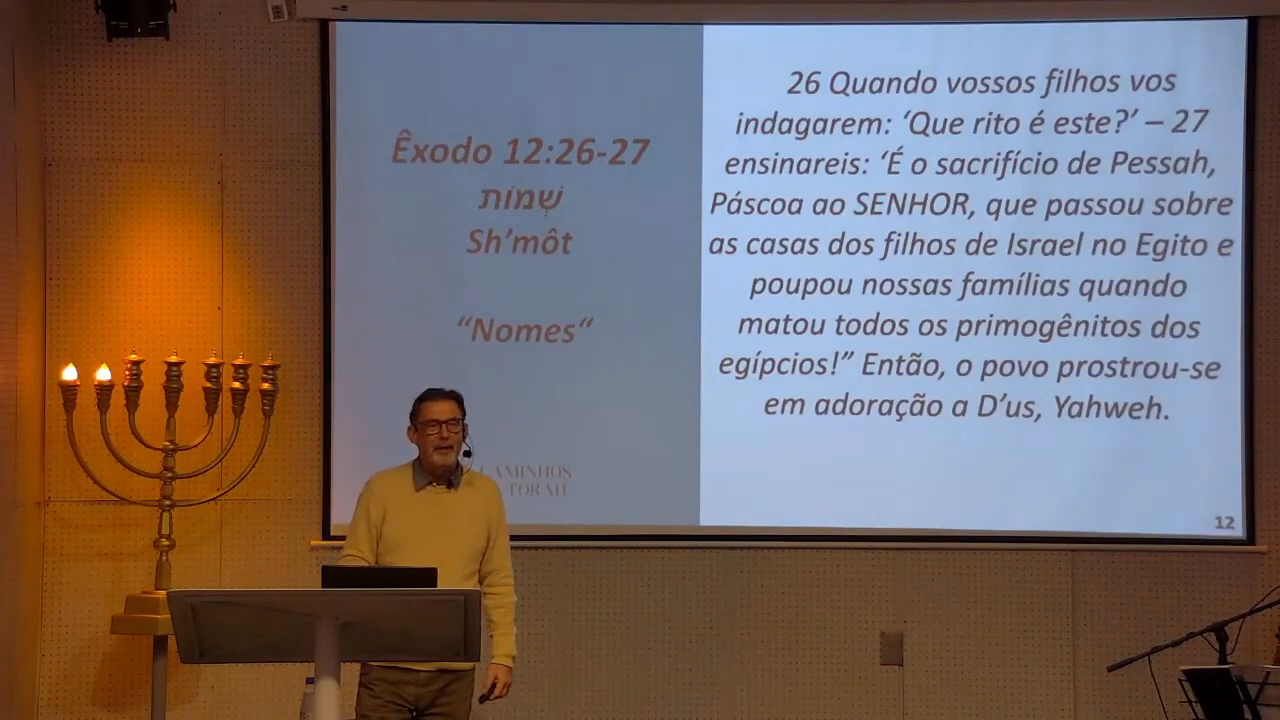 Êxodo 12:26-27
שְׁמוֹת
Sh’môt
“Nomes“
CAMINHOS
TORAH
26 Quando vossos filhos vos
indagarem: ‘Que rito é este?’ – 27
ensinareis: ‘É o sacrifício de Pessah,
Páscoa ao SENHOR, que passou sobre
as casas dos filhos de Israel no Egito e
poupou nossas famílias quando
matou todos os primogênitos dos
egípcios!” Então, o povo prostrou-se
em adoração a D’us, Yahweh.
12